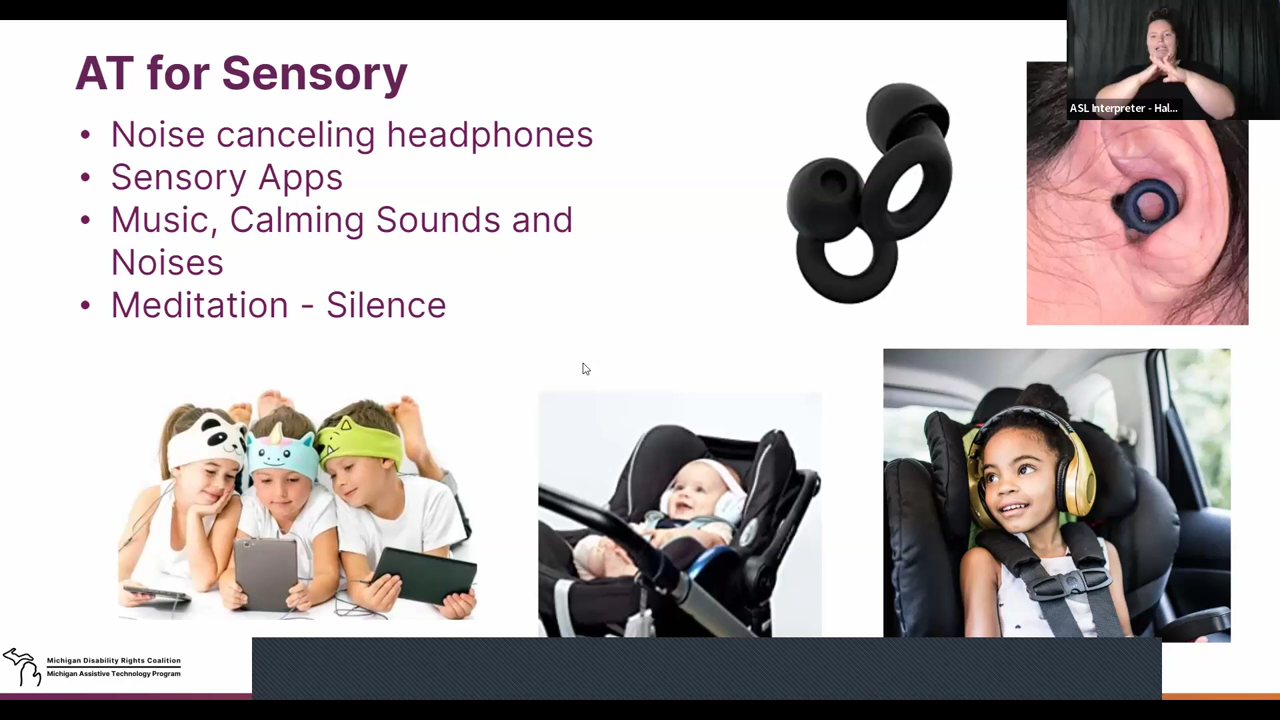 AT for Sensory
• Noise canceling headphones
• Sensory Apps
• Music, Calming Sounds and
Noises
• Meditation - Silence
ASL Interpreter - Hal...
Michigan Disability Rights Coalition
Michigan Assistive Technology Program